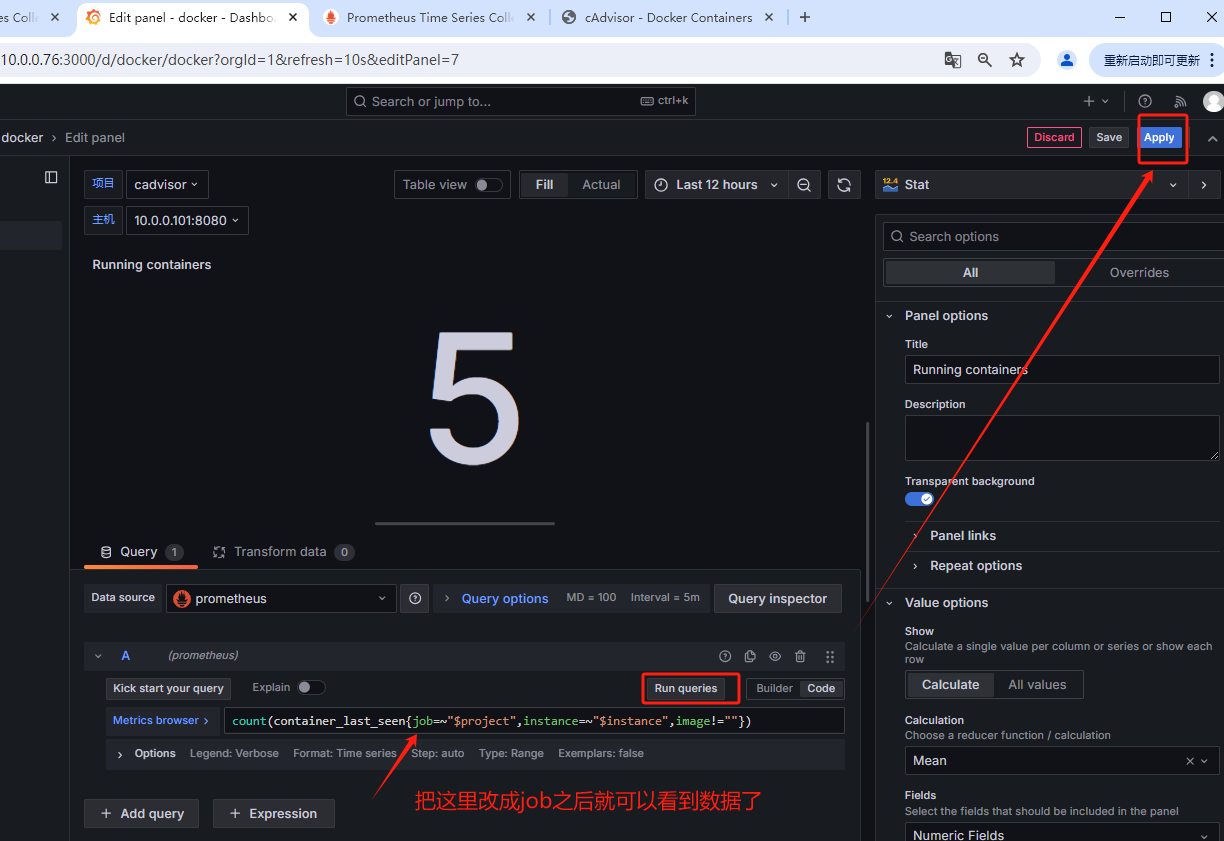 es Coll
Edit panel - docker - Dashbo
Prometheus Time Series Coll
cAdvisor - Docker Containers
10.0.0.76:3000/d/docker/docker?orgId=1&refresh=10s&editPanel=7
重新启动即可更新
Search or jump to...
ctrl+k
docker > Edit panel
Discard
Save
Apply
项目
cadvisor
Table view
Fill
Actual
Last 12 hours
12.4
Stat
主机
10.0.0.101:8080
Search options
Running containers
All
Overrides
5
Panel options
Title
Running containers
Description
Transparent background
Panel links
Repeat options
Query 1
Transform data 0
Data source
prometheus
Query options
MD = 100
Interval = 5m
Query inspector
Value options
Show
Calculate a single value per column or series or show each
row
Calculate
All values
A
(prometheus)
Kick start your query
Explain
Run queries
Builder
Code
Metrics browser >
count(container_last_seen{job=~"$project",instance=~"$instance",image!=""})
Options
Legend: Verbose
Format: Time series
Step: auto
Type: Range
Exemplars: false
Calculation
Choose a reducer function / calculation
Mean
把这里改成job之后就可以看到数据了
+ Add query
+ Expression
Fields
Select the fields that should be included in the panel
Numeric Fields